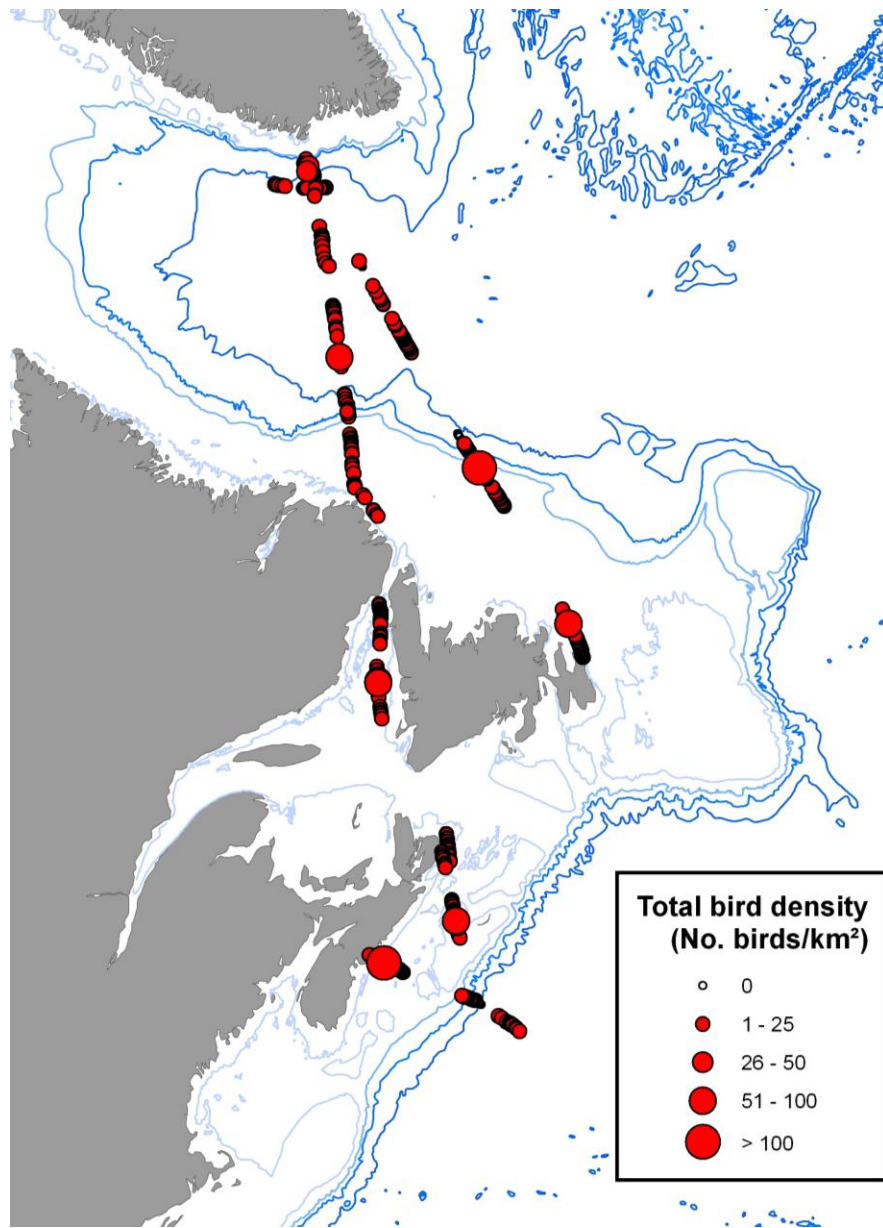 Total bird density
(No. birds/km²)
0
1 - 25
26 - 50
51 - 100
> 100